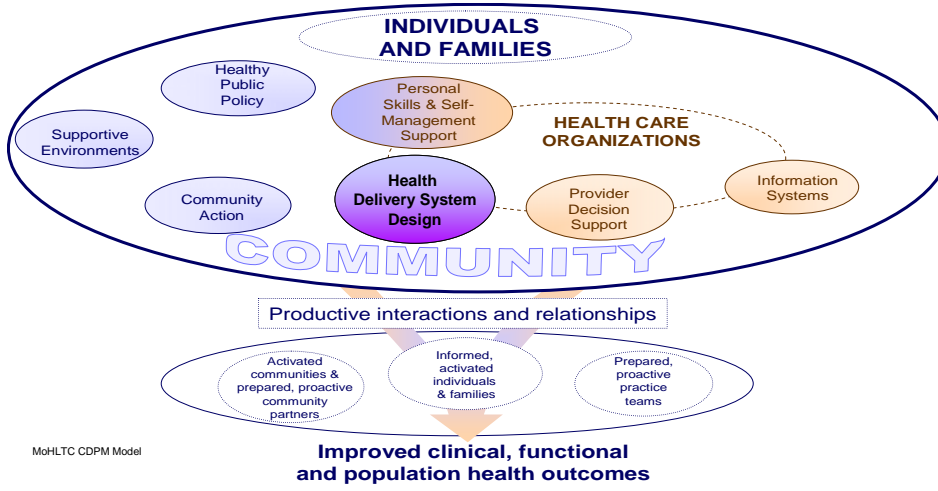 INDIVIDUALS
AND FAMILIES
Healthy
Public
Policy
Personal
Skills & Self-
Management
Support
HEALTH CARE
ORGANIZATIONS
Supportive
Environments
Health
Delivery System
Design
Information
Systems
Community
Action
Provider
Decision
Support
COMMUNITY
Productive interactions and relationships
Activated
communities &
prepared, proactive
community
partners
Informed,
activated
individuals
& families
Prepared,
proactive
practice
teams
MoHLTC CDPM Model
Improved clinical, functional
and population health outcomes